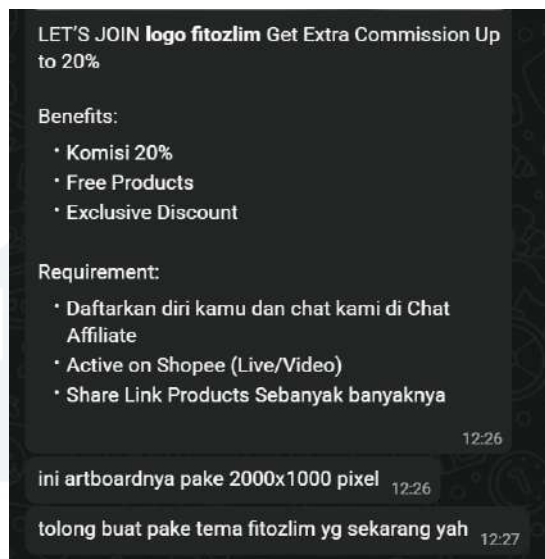 LET'S JOIN logo fitozlim Get Extra Commission Up
to 20%
Benefits:
• Komisi 20%
• Free Products
• Exclusive Discount
Requirement:
• Daftarkan diri kamu dan chat kami di Chat
Affiliate
• Active on Shopee (Live/Video)
• Share Link Products Sebanyak banyaknya
12:26
ini artboardnya pake 2000x1000 pixel 12:26
tolong buat pake tema fitozlim yg sekarang yah 12:27